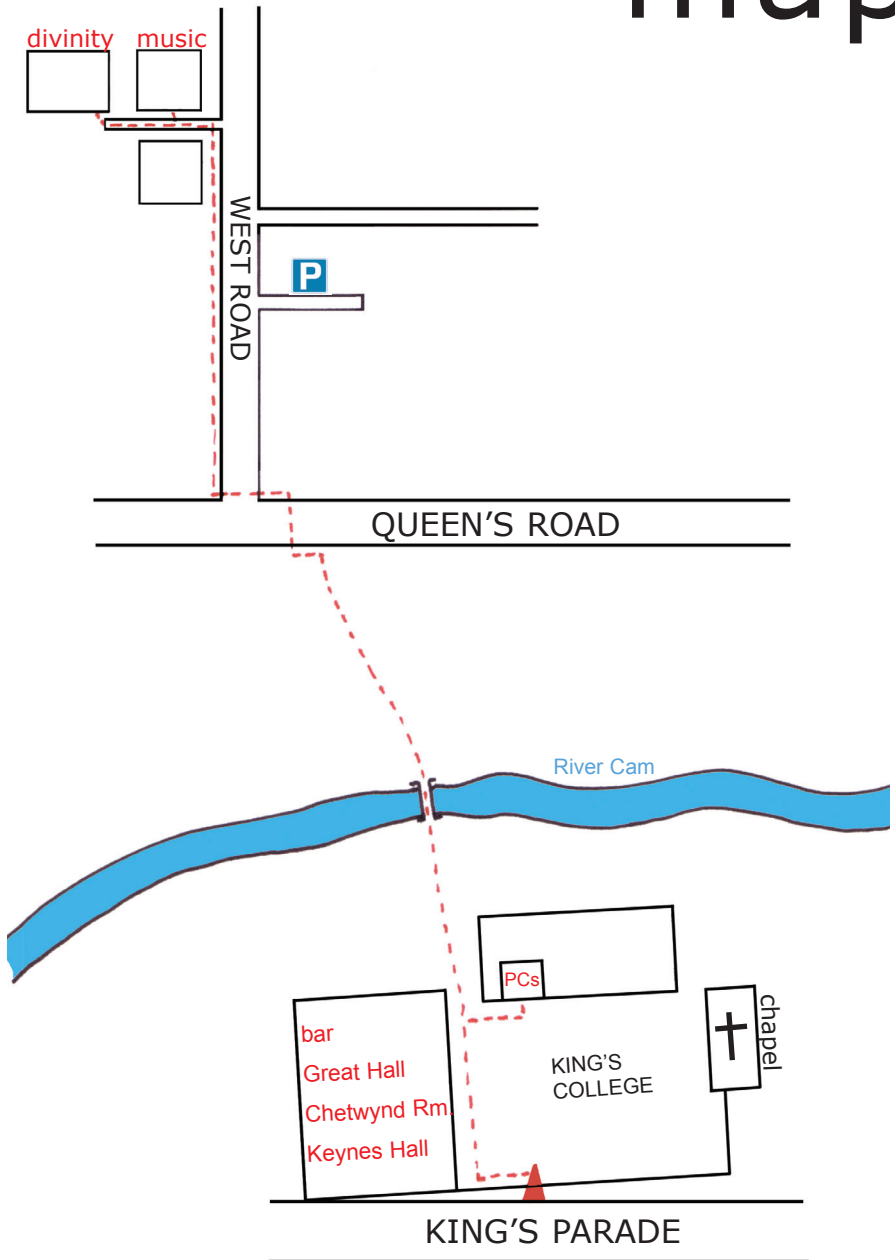 map
divinity
music
WEST ROAD
P
QUEEN'S ROAD
River Cam
PCs
bar
Great Hall
Chetwynd Rm.
Keynes Hall
KING'S
COLLEGE
chapel
KING'S PARADE